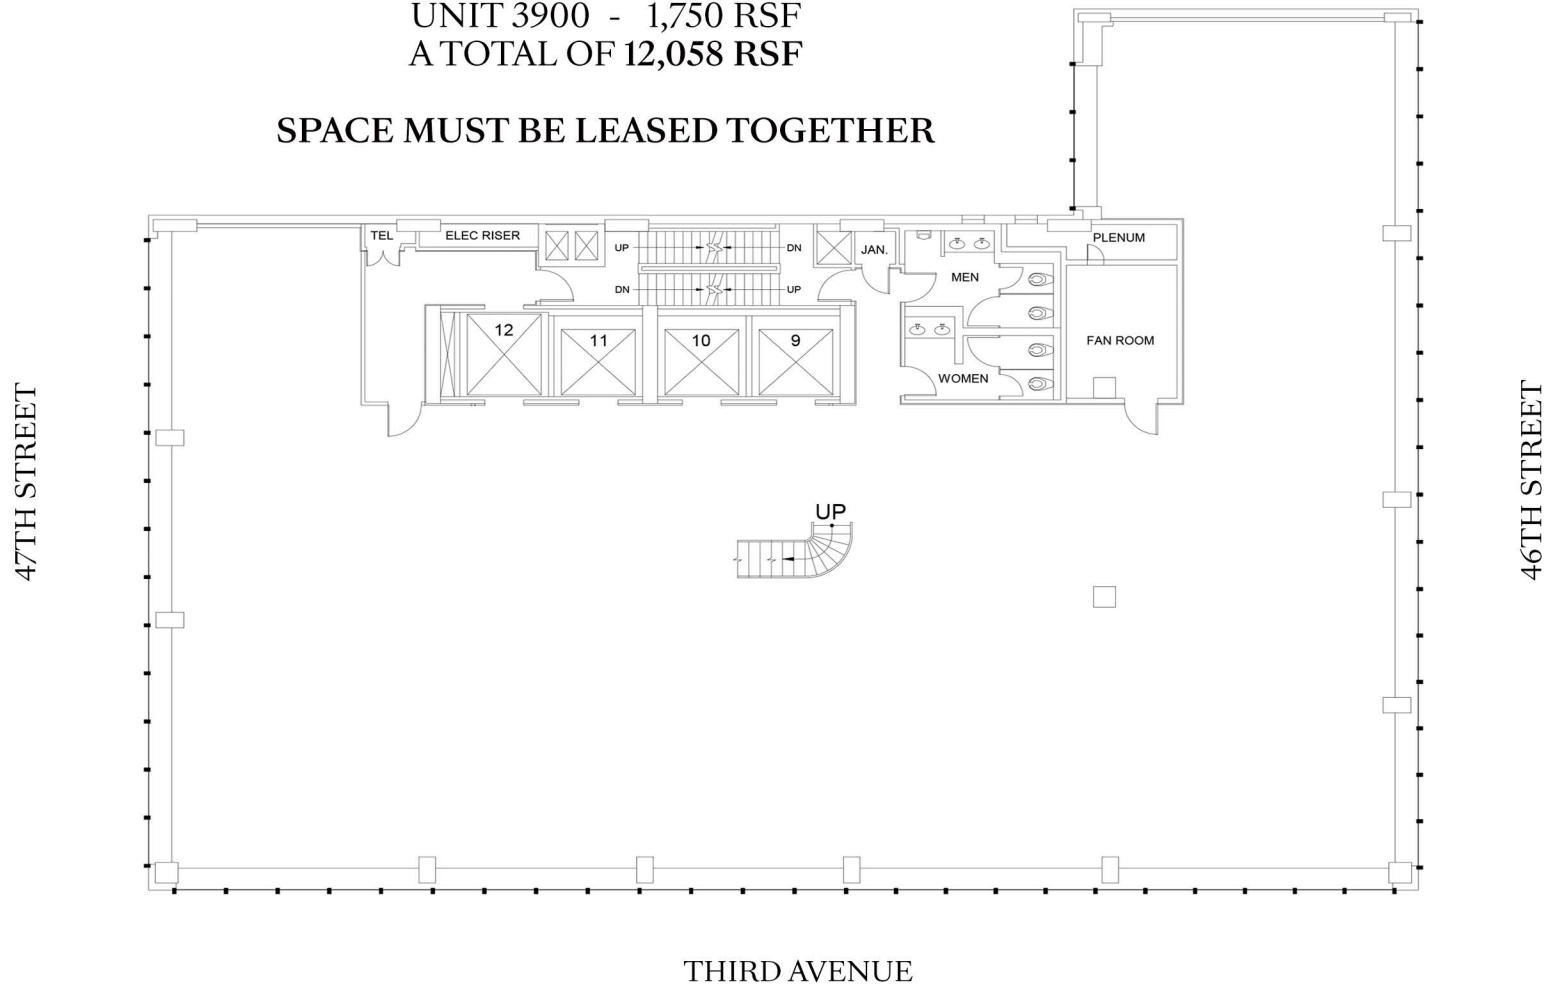 UNIT 3900 - 1,750 RSF
A TOTAL OF 12,058 RSF
SPACE MUST BE LEASED TOGETHER
TEL
ELEC RISER
UP
DN
JAN.
PLENUM
DN
UP
MEN
12
11
10
9
FAN ROOM
WOMEN
47TH STREET
46TH STREET
UP
THIRD AVENUE